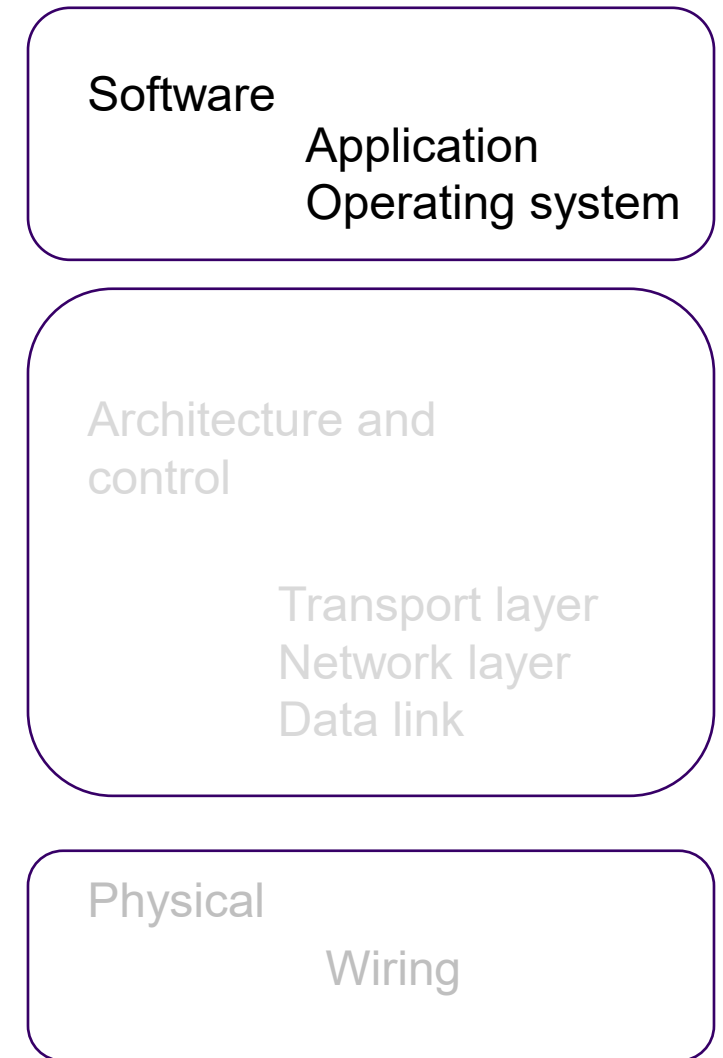 Software
Application
Operating system
Architecture and
control
Transport layer
Network layer
Data link
Physical
Wiring